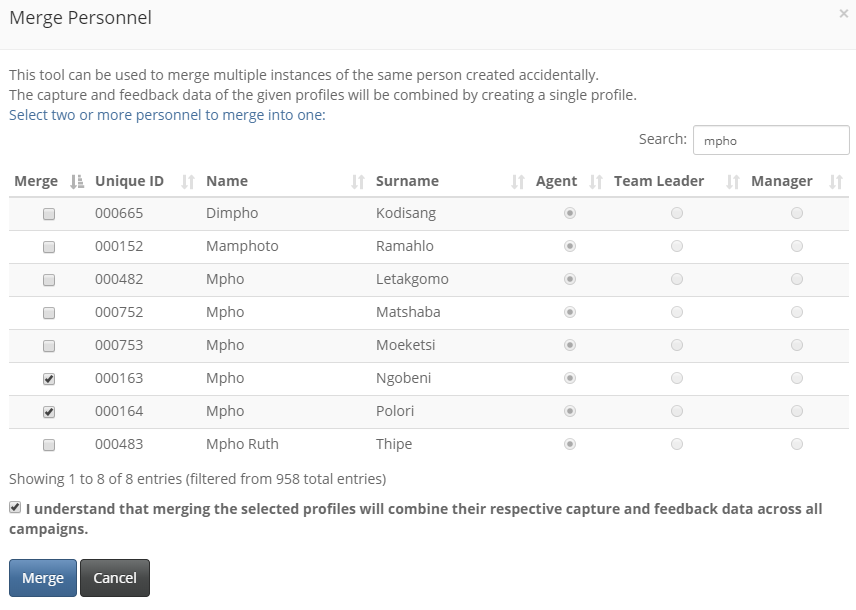 Merge Personnel
×
This tool can be used to merge multiple instances of the same person created accidentally.
The capture and feedback data of the given profiles will be combined by creating a single profile.
Select two or more personnel to merge into one:
Search: mpho
Merge Unique ID Name Surname Agent Team Leader Manager
000665 Dimpho Kodisang
000152 Mamphoto Ramahlo
000482 Mpho Letakgomo
000752 Mpho Matshaba
000753 Mpho Moeketsi
000163 Mpho Ngobeni
000164 Mpho Polori
000483 Mpho Ruth Thipe
Showing 1 to 8 of 8 entries (filtered from 958 total entries)
I understand that merging the selected profiles will combine their respective capture and feedback data across all
campaigns.
Merge Cancel